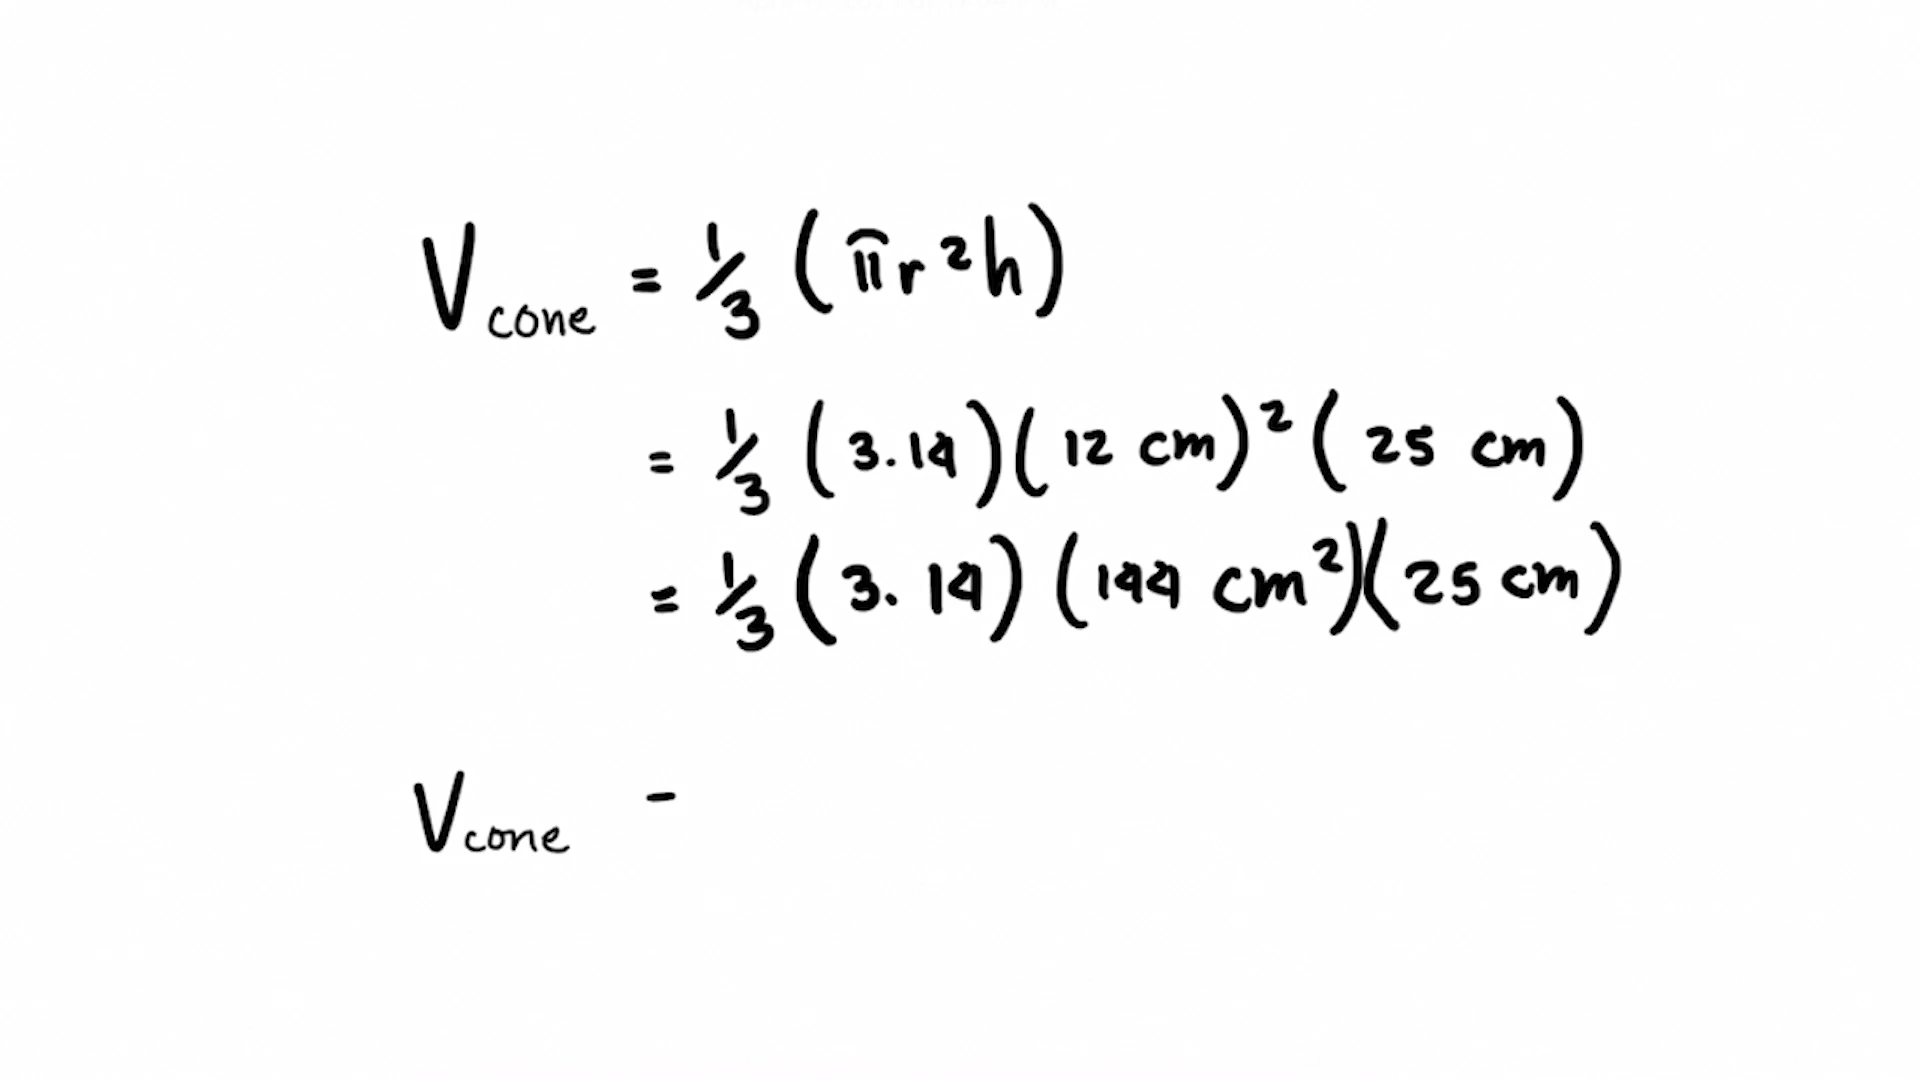 V cone = 1/3 (πr²h)
= 1/3 (3.14)(12 cm)² (25 cm)
= 1/3 (3.14) (144 cm²)(25 cm)
V cone -